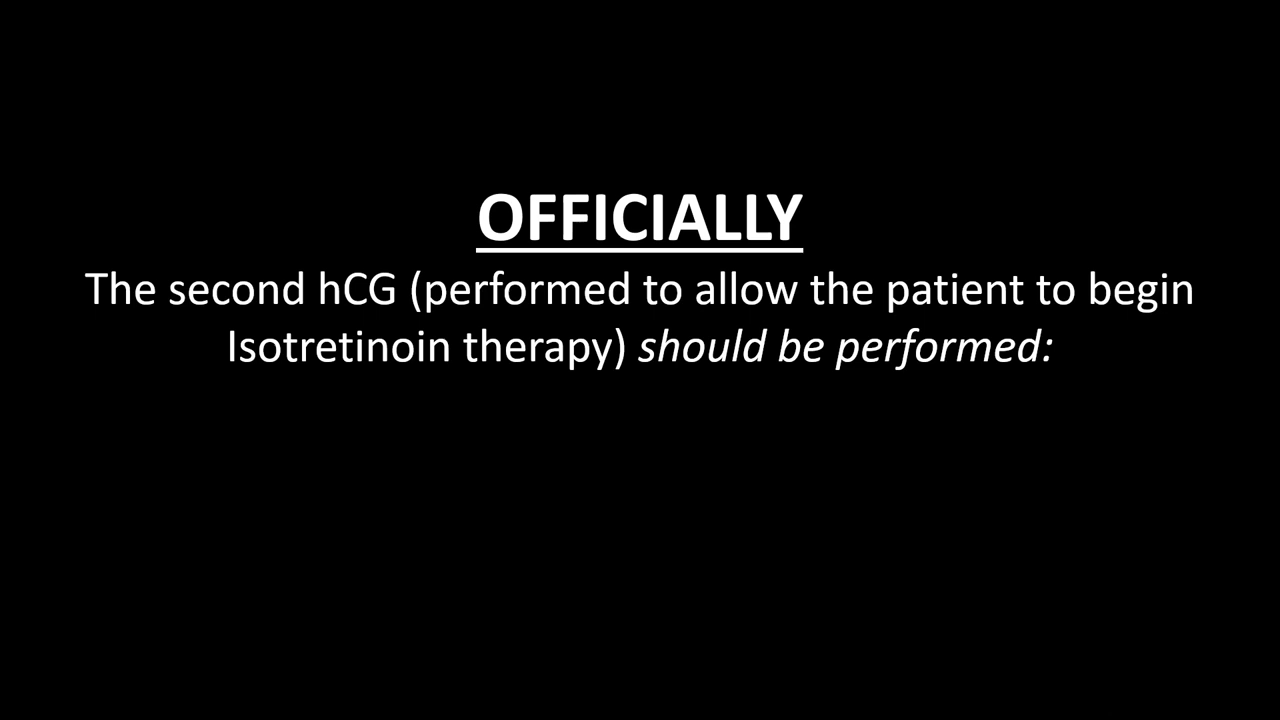 OFFICIALLY
The second hCG (performed to allow the patient to begin
Isotretinoin therapy) should be performed: